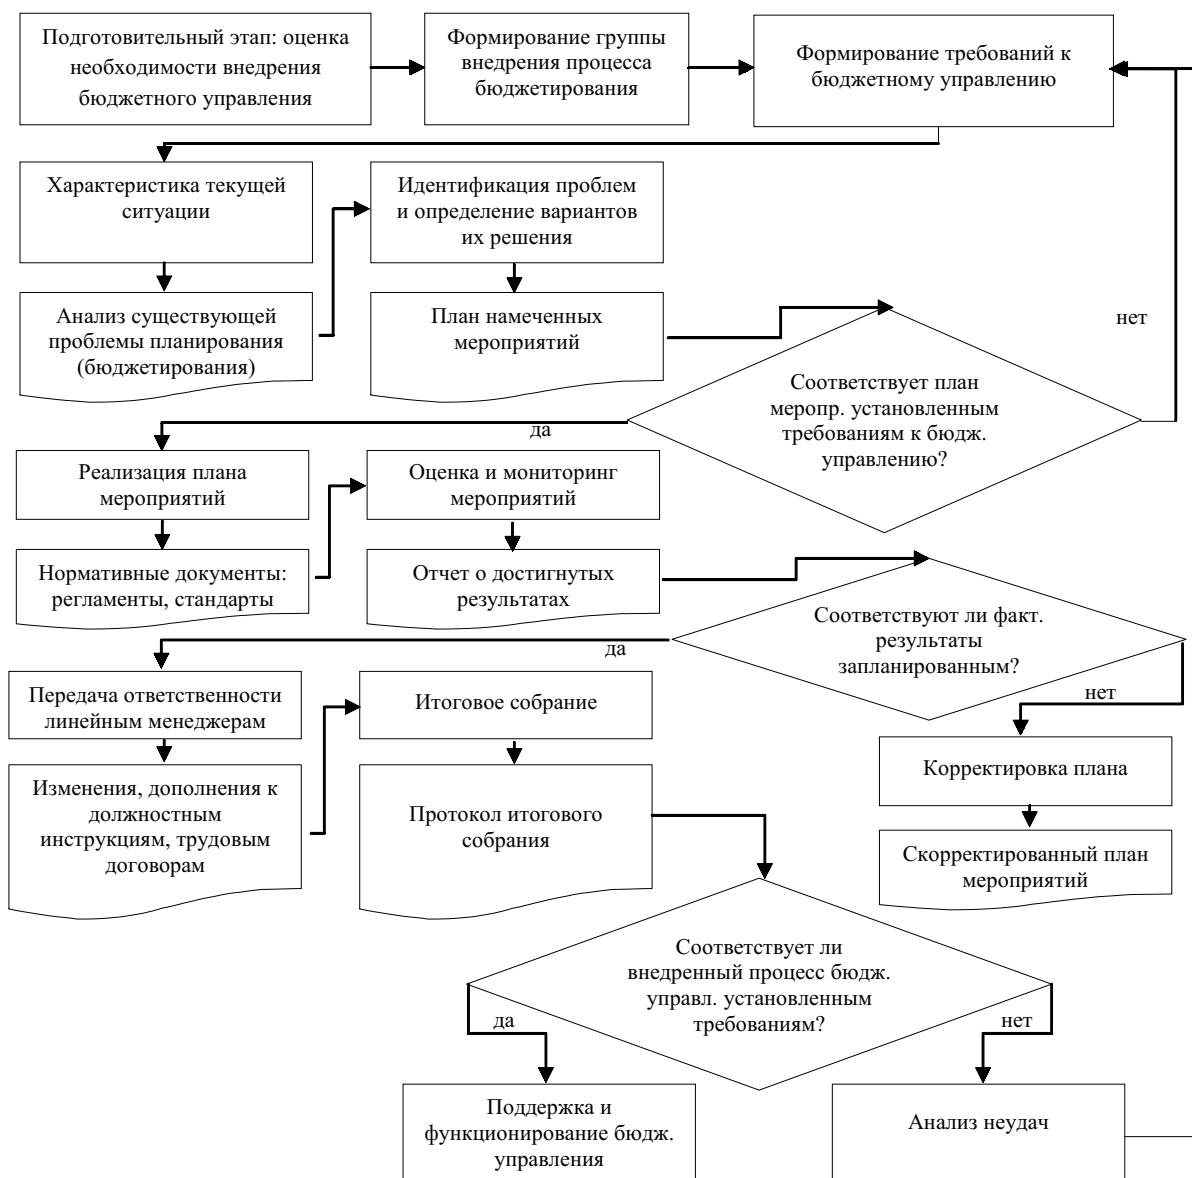 Подготовительный этап: оценка
необходимости внедрения
бюджетного управления
Формирование группы
внедрения процесса
бюджетирования
Формирование требований к
бюджетному управлению
Характеристика текущей
ситуации
Идентификация проблем
и определение вариантов
их решения
Анализ существующей
проблемы планирования
(бюджетирования)
План намеченных
мероприятий
нет
Соответствует план
меропр. установленным
требованиям к бюдж.
управлению?
да
Реализация плана
мероприятий
Оценка и мониторинг
мероприятий
Нормативные документы:
регламенты, стандарты
Отчет о достигнутых
результатах
Соответствуют ли факт.
результаты
запланированным?
да
нет
Передача ответственности
линейным менеджерам
Итоговое собрание
Корректировка плана
Изменения, дополнения к
должностным
инструкциям, трудовым
договорам
Протокол итогового
собрания
Скорректированный план
мероприятий
Соответствует ли
внедренный процесс бюдж.
управл. установленным
требованиям?
да
нет
Поддержка и
функционирование бюдж.
управления
Анализ неудач